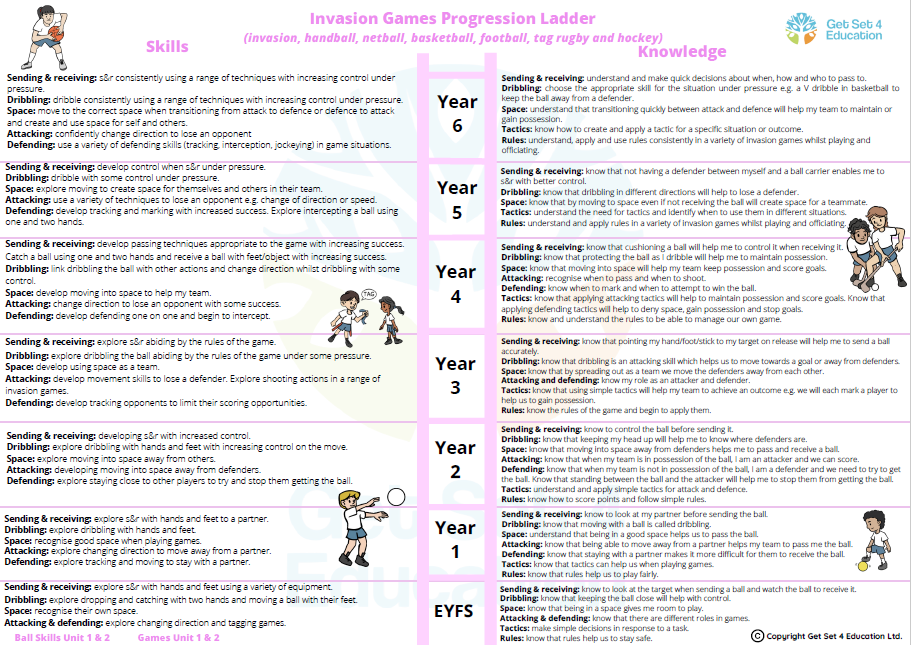 Invasion Games Progression Ladder
(invasion, handball, netball, basketball, football, tag rugby and hockey)
Get Set 4
Education
Skills
Knowledge
Sending & receiving: s&r consistently using a range of techniques with increasing control under
pressure.
Dribbling: dribble consistently using a range of techniques with increasing control under pressure.
Space: move to the correct space when transitioning from attack to defence or defence to attack
and create and use space for self and others.
Attacking: confidently change direction to lose an opponent
Defending: use a variety of defending skills (tracking, interception, jockeying) in game situations.
Year
6
Sending & receiving: understand and make quick decisions about when, how and who to pass to.
Dribbling: choose the appropriate skill for the situation under pressure e.g. a V dribble in basketball to
keep the ball away from a defender.
Space: understand that transitioning quickly between attack and defence will help my team to maintain or
gain possession.
Tactics: know how to create and apply a tactic for a specific situation or outcome.
Rules: understand, apply and use rules consistently in a variety of invasion games whilst playing and
officiating.
Sending & receiving: develop control when s&r under pressure.
Dribbling: dribble with some control under pressure.
Space: explore moving to create space for themselves and others in their team.
Attacking: use a variety of techniques to lose an opponent e.g. change of direction or speed.
Defending: develop tracking and marking with increased success. Explore intercepting a ball using
one and two hands.
Year
5
Sending & receiving: know that not having a defender between myself and a ball carrier enables me to
s&r with better control.
Dribbling: know that dribbling in different directions will help to lose a defender.
Space: know that by moving to space even if not receiving the ball will create space for a teammate.
Tactics: understand the need for tactics and identify when to use them in different situations.
Rules: understand and apply rules in a variety of invasion games whilst playing and officiating.
Sending & receiving: develop passing techniques appropriate to the game with increasing success.
Catch a ball using one and two hands and receive a ball with feet/object with increasing success.
Dribbling: link dribbling the ball with other actions and change direction whilst dribbling with some
control.
Space: develop moving into space to help my team.
Attacking: change direction to lose an opponent with some success.
Defending: develop defending one on one and begin to intercept.
TAG
Year
4
Sending & receiving: know that cushioning a ball will help me to control it when receiving it.
Dribbling: know that protecting the ball as I dribble will help me to maintain possession.
Space: know that moving into space will help my team keep possession and score goals.
Attacking: recognise when to pass and when to shoot.
Defending: know when to mark and when to attempt to win the ball.
Tactics: know that applying attacking tactics will help to maintain possession and score goals. Know that
applying defending tactics will help to deny space, gain possession and stop goals.
Rules: know and understand the rules to be able to manage our own game.
Sending & receiving: explore s&r abiding by the rules of the game.
Dribbling: explore dribbling the ball abiding by the rules of the game under some pressure.
Space: develop using space as a team.
Attacking: develop movement skills to lose a defender. Explore shooting actions in a range of
invasion games.
Defending: develop tracking opponents to limit their scoring opportunities.
Year
3
Sending & receiving: know that pointing my hand/foot/stick to my target on release will help me to send a ball
accurately.
Dribbling: know that dribbling is an attacking skill which helps us to move towards a goal or away from defenders.
Space: know that by spreading out as a team we move the defenders away from each other.
Attacking and defending: know my role as an attacker and defender.
Tactics: know that using simple tactics will help my team to achieve an outcome e.g. we will each mark a player to
help us to gain possession.
Rules: know the rules of the game and begin to apply them.
Sending & receiving: developing s&r with increased control.
Dribbling: explore dribbling with hands and feet with increasing control on the move.
Space: explore moving into space away from others.
Attacking: developing moving into space away from defenders.
Defending: explore staying close to other players to try and stop them getting the ball.
Year
2
Sending & receiving: know to control the ball before sending it.
Dribbling: know that keeping my head up will help me to know where defenders are.
Space: know that moving into space away from defenders helps me to pass and receive a ball.
Attacking: know that when my team is in possession of the ball, I am an attacker and we can score.
Defending: know that when my team is not in possession of the ball, I am a defender and we need to try to get
the ball. Know that standing between the ball and the attacker will help me to stop them from getting the ball.
Tactics: understand and apply simple tactics for attack and defence.
Rules: know how to score points and follow simple rules.
Sending & receiving: explore s&r with hands and feet to a partner.
Dribbling: explore dribbling with hands and feet.
Space: recognise good space when playing games.
Attacking: explore changing direction to move away from a partner.
Defending: explore tracking and moving to stay with a partner.
Year
1
Sending & receiving: know to look at my partner before sending the ball.
Dribbling: know that moving with a ball is called dribbling.
Space: understand that being in a good space helps us to pass the ball.
Attacking: know that being able to move away from a partner helps my team to pass me the ball.
Defending: know that staying with a partner makes it more difficult for them to receive the ball.
Tactics: know that tactics can help us when playing games.
Rules: know that rules help us to play fairly.
Sending & receiving: explore s&r with hands and feet using a variety of equipment.
Dribbling: explore dropping and catching with two hands and moving a ball with their feet.
Space: recognise their own space.
Attacking & defending: explore changing direction and tagging games.
Ball Skills Unit 1 & 2 Games Unit 1 & 2
EYFS
Sending & receiving: know to look at the target when sending a ball and watch the ball to receive it.
Dribbling: know that keeping the ball close will help with control.
Space: know that being in a space gives me room to play.
Attacking & defending: know that there are different roles in games.
Tactics: make simple decisions in response to a task.
Rules: know that rules help us to stay safe.
© Copyright Get Set 4 Education Ltd.
Get Set 4
Education